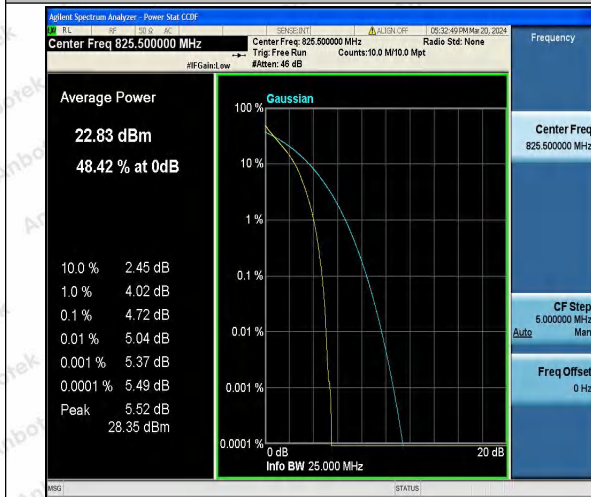 Agilent Spectrum Analyzer - Power Stat CCDF
RL RF 50 Ω AC SENSE:INT ALIGN OFF 05:32:49 PM Mar 20, 2024
Center Freq 825.500000 MHz
Center Freq: 825.500000 MHz Radio Std: None
Trig: Free Run Counts:10.0 M/10.0 Mpt
#IFGain:Low #Atten: 46 dB
Frequency
Average Power
22.83 dBm
48.42 % at 0dB
10.0 % 2.45 dB
1.0 % 4.02 dB
0.1 % 4.72 dB
0.01 % 5.04 dB
0.001 % 5.37 dB
0.0001 % 5.49 dB
Peak 5.52 dB
28.35 dBm
100 % Gaussian
10 %
1 %
0.1 %
0.01 %
0.001 %
0.0001 %
0 dB 20 dB
Info BW 25.000 MHz
Center Freq
825.500000 MHz
CF Step
5.000000 MHz
Auto Man
Freq Offset
0 Hz
MSG STATUS